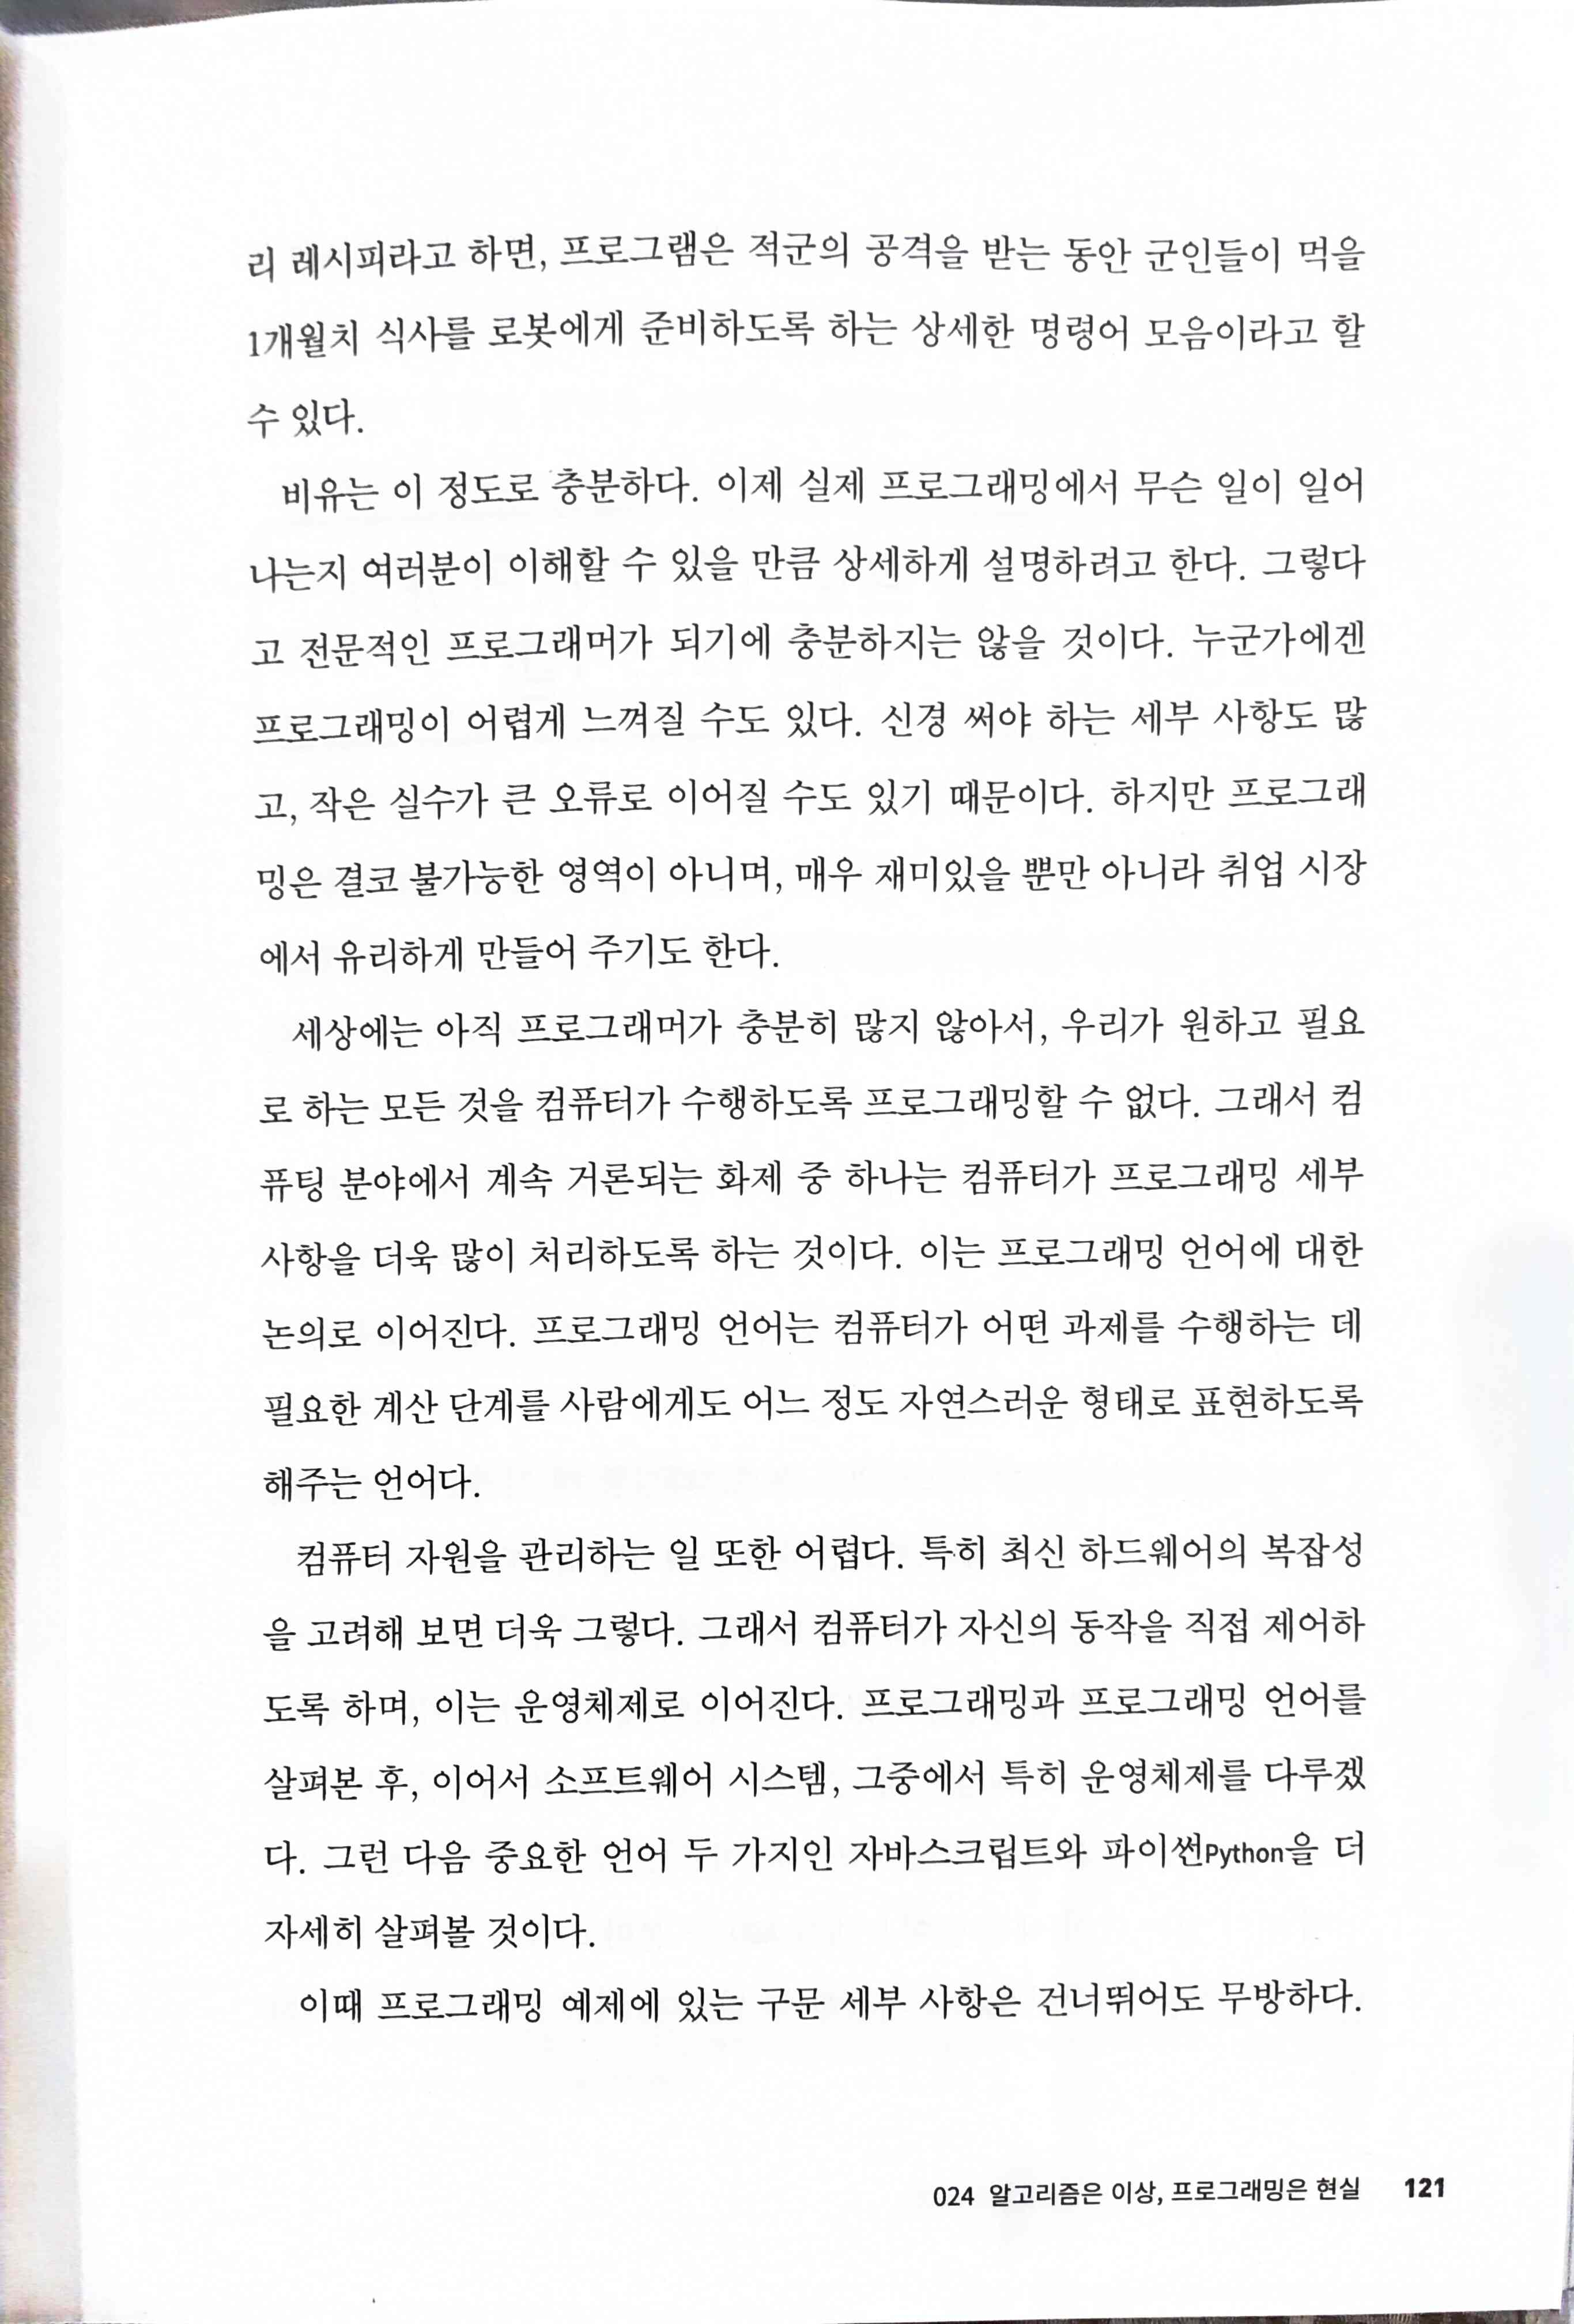 리 레시피라고 하면, 프로그램은 적군의 공격을 받는 동안 군인들이 먹을
1개월치 식사를 로봇에게 준비하도록 하는 상세한 명령어 모음이라고 할
수 있다.
비유는 이 정도로 충분하다. 이제 실제 프로그래밍에서 무슨 일이 일어
나는지 여러분이 이해할 수 있을 만큼 상세하게 설명하려고 한다. 그렇다
고 전문적인 프로그래머가 되기에 충분하지는 않을 것이다. 누군가에겐
프로그래밍이 어렵게 느껴질 수도 있다. 신경 써야 하는 세부 사항도 많
고, 작은 실수가 큰 오류로 이어질 수도 있기 때문이다. 하지만 프로그래
밍은 결코 불가능한 영역이 아니며, 매우 재미있을 뿐만 아니라 취업 시장
에서 유리하게 만들어 주기도 한다.
세상에는 아직 프로그래머가 충분히 많지 않아서, 우리가 원하고 필요
로 하는 모든 것을 컴퓨터가 수행하도록 프로그래밍할 수 없다. 그래서 컴
퓨팅 분야에서 계속 거론되는 화제 중 하나는 컴퓨터가 프로그래밍 세부
사항을 더욱 많이 처리하도록 하는 것이다. 이는 프로그래밍 언어에 대한
논의로 이어진다. 프로그래밍 언어는 컴퓨터가 어떤 과제를 수행하는 데
필요한 계산 단계를 사람에게도 어느 정도 자연스러운 형태로 표현하도록
해주는 언어다.
컴퓨터 자원을 관리하는 일 또한 어렵다. 특히 최신 하드웨어의 복잡성
을 고려해 보면 더욱 그렇다. 그래서 컴퓨터가 자신의 동작을 직접 제어하
도록 하며, 이는 운영체제로 이어진다. 프로그래밍과 프로그래밍 언어를
살펴본 후, 이어서 소프트웨어 시스템, 그중에서 특히 운영체제를 다루겠
다. 그런 다음 중요한 언어 두 가지인 자바스크립트와 파이썬Python을 더
자세히 살펴볼 것이다.
이때 프로그래밍 예제에 있는 구문 세부 사항은 건너뛰어도 무방하다.
024 알고리즘은 이상, 프로그래밍은 현실 121